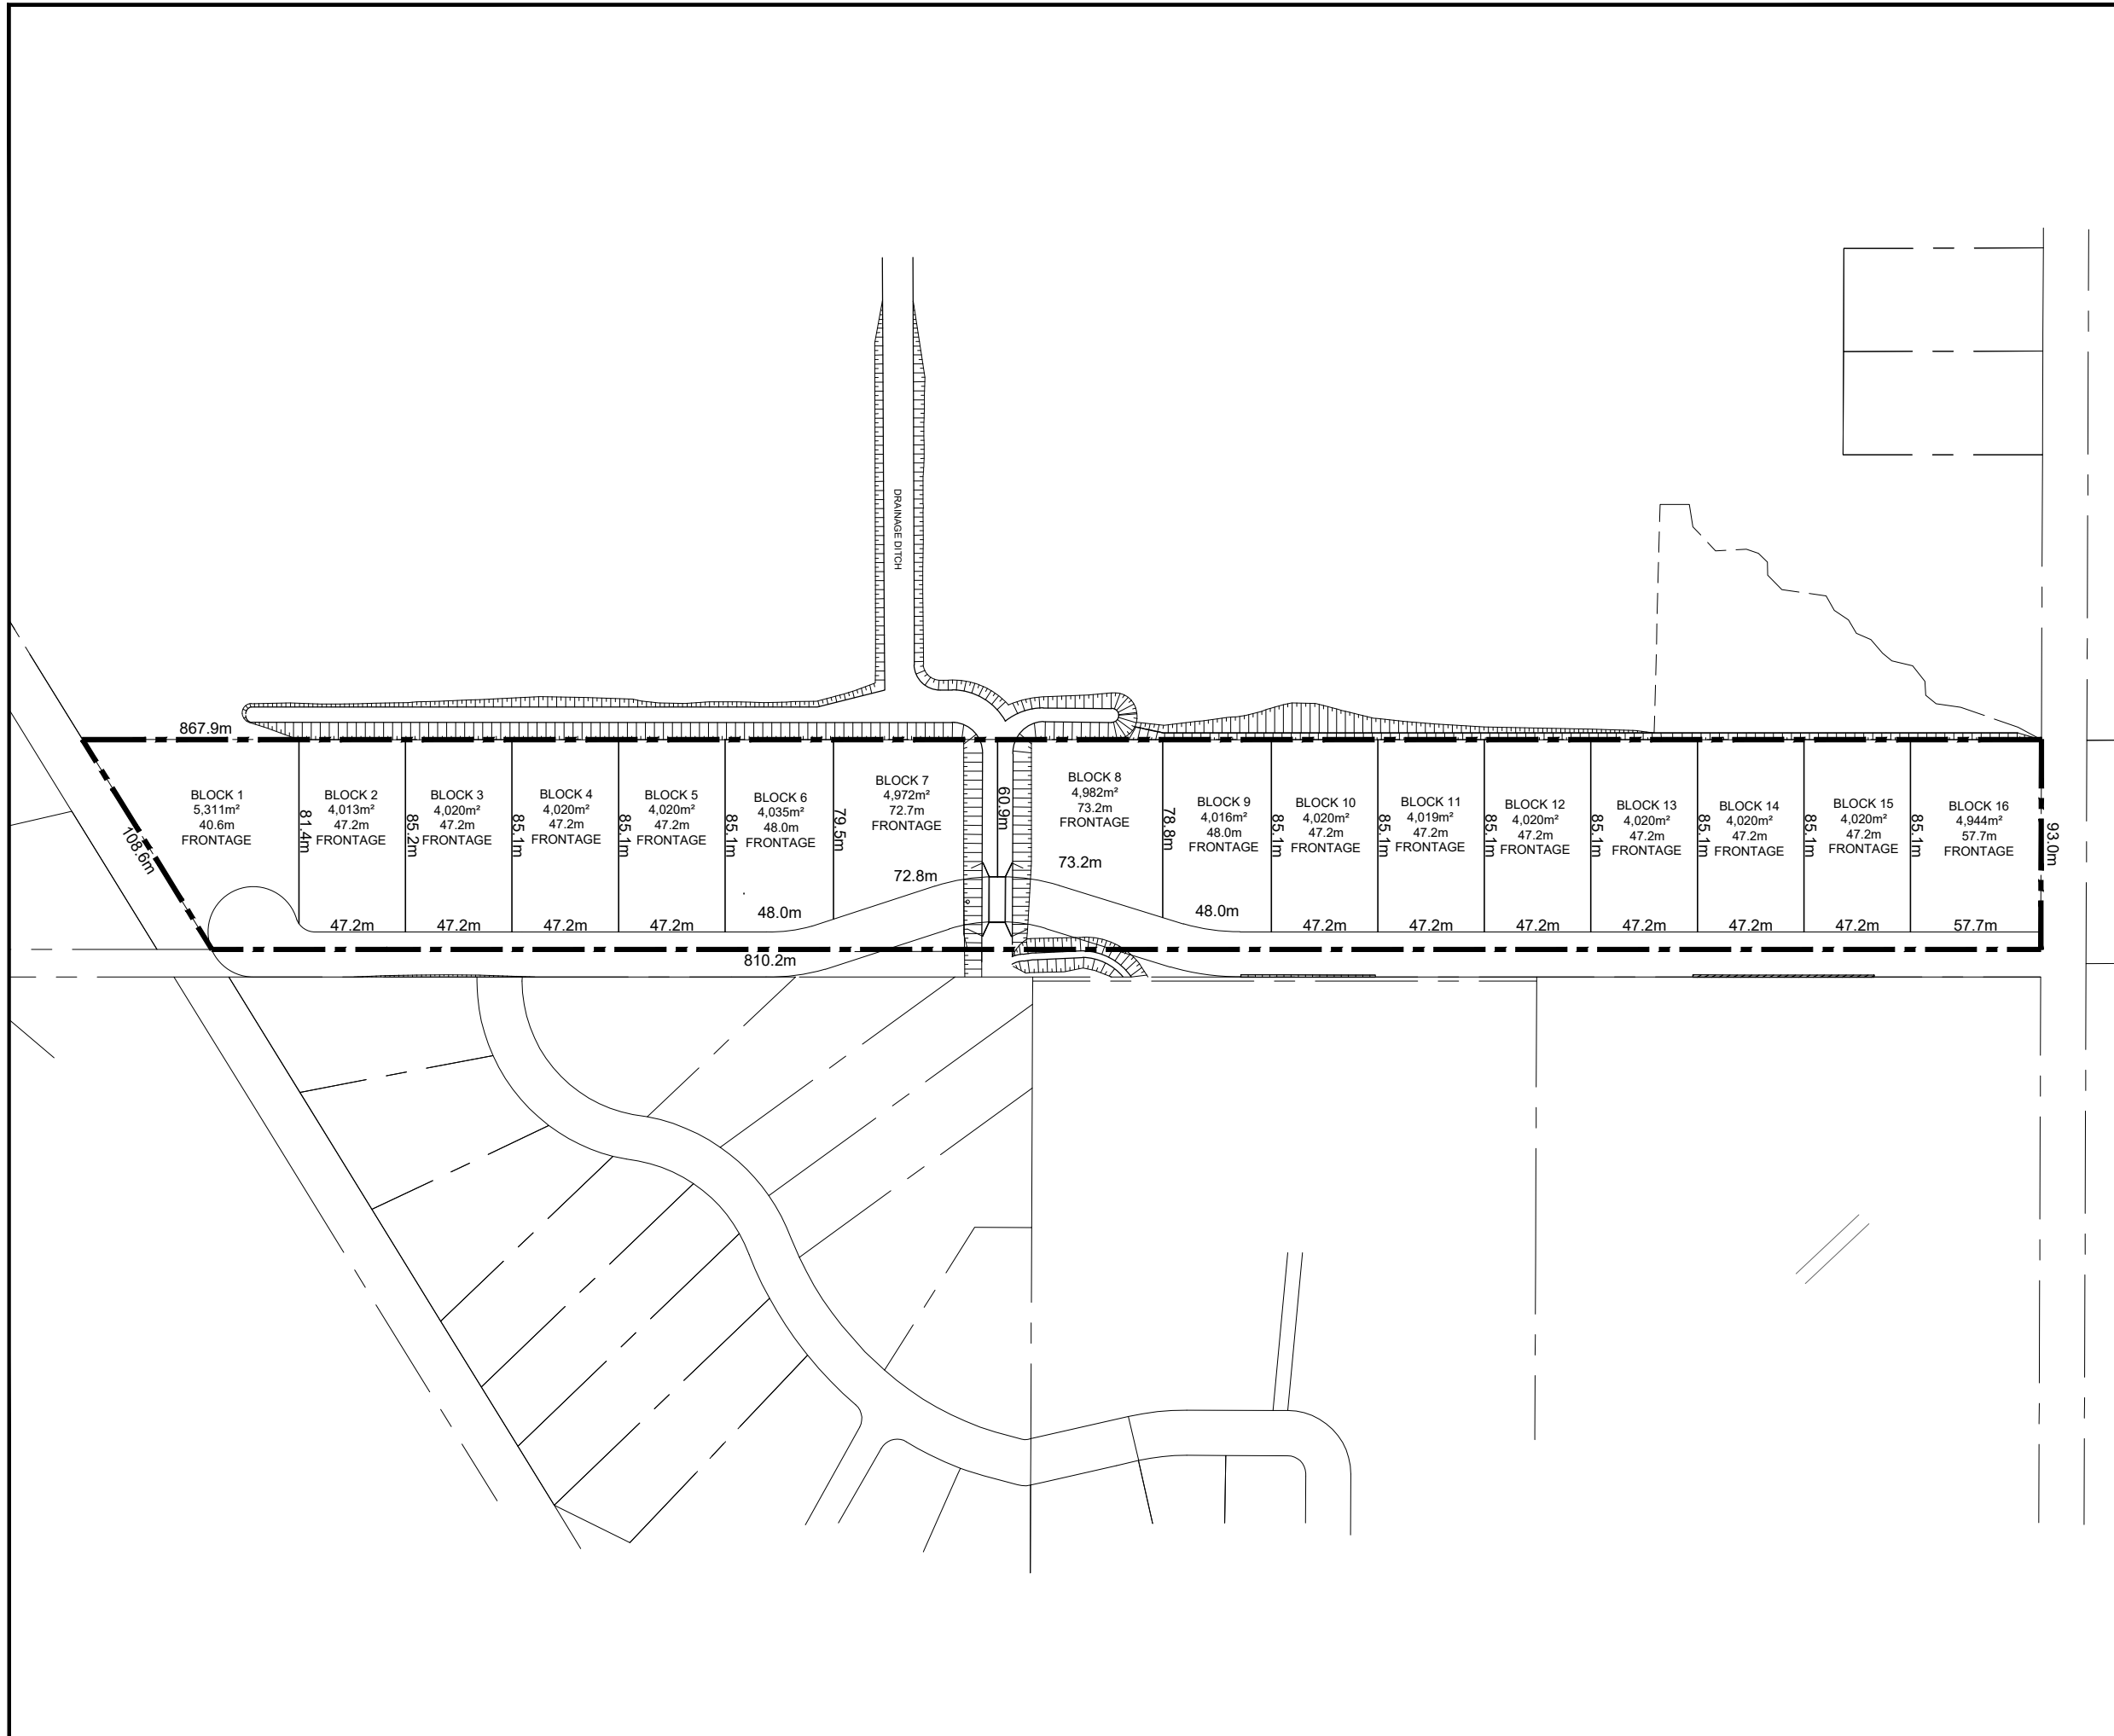 DRAINAGE DITCH
867.9m
108.6m
BLOCK 1
5,311m²
40.6m
FRONTAGE
81.4m
BLOCK 2
4,013m²
47.2m
FRONTAGE
47.2m
85.2m
BLOCK 3
4,020m²
47.2m
FRONTAGE
47.2m
85.1m
BLOCK 4
4,020m²
47.2m
FRONTAGE
47.2m
85.1m
BLOCK 5
4,020m²
47.2m
FRONTAGE
47.2m
85.1m
BLOCK 6
4,035m²
48.0m
FRONTAGE
48.0m
79.5m
BLOCK 7
4,972m²
72.7m
FRONTAGE
72.8m
60.9m
BLOCK 8
4,982m²
73.2m
FRONTAGE
73.2m
78.8m
BLOCK 9
4,016m²
48.0m
FRONTAGE
48.0m
85.1m
BLOCK 10
4,020m²
47.2m
FRONTAGE
47.2m
85.1m
BLOCK 11
4,019m²
47.2m
FRONTAGE
47.2m
85.1m
BLOCK 12
4,020m²
47.2m
FRONTAGE
47.2m
85.1m
BLOCK 13
4,020m²
47.2m
FRONTAGE
47.2m
85.1m
BLOCK 14
4,020m²
47.2m
FRONTAGE
47.2m
85.1m
BLOCK 15
4,020m²
47.2m
FRONTAGE
47.2m
85.1m
BLOCK 16
4,944m²
57.7m
FRONTAGE
57.7m
93.0m
810.2m